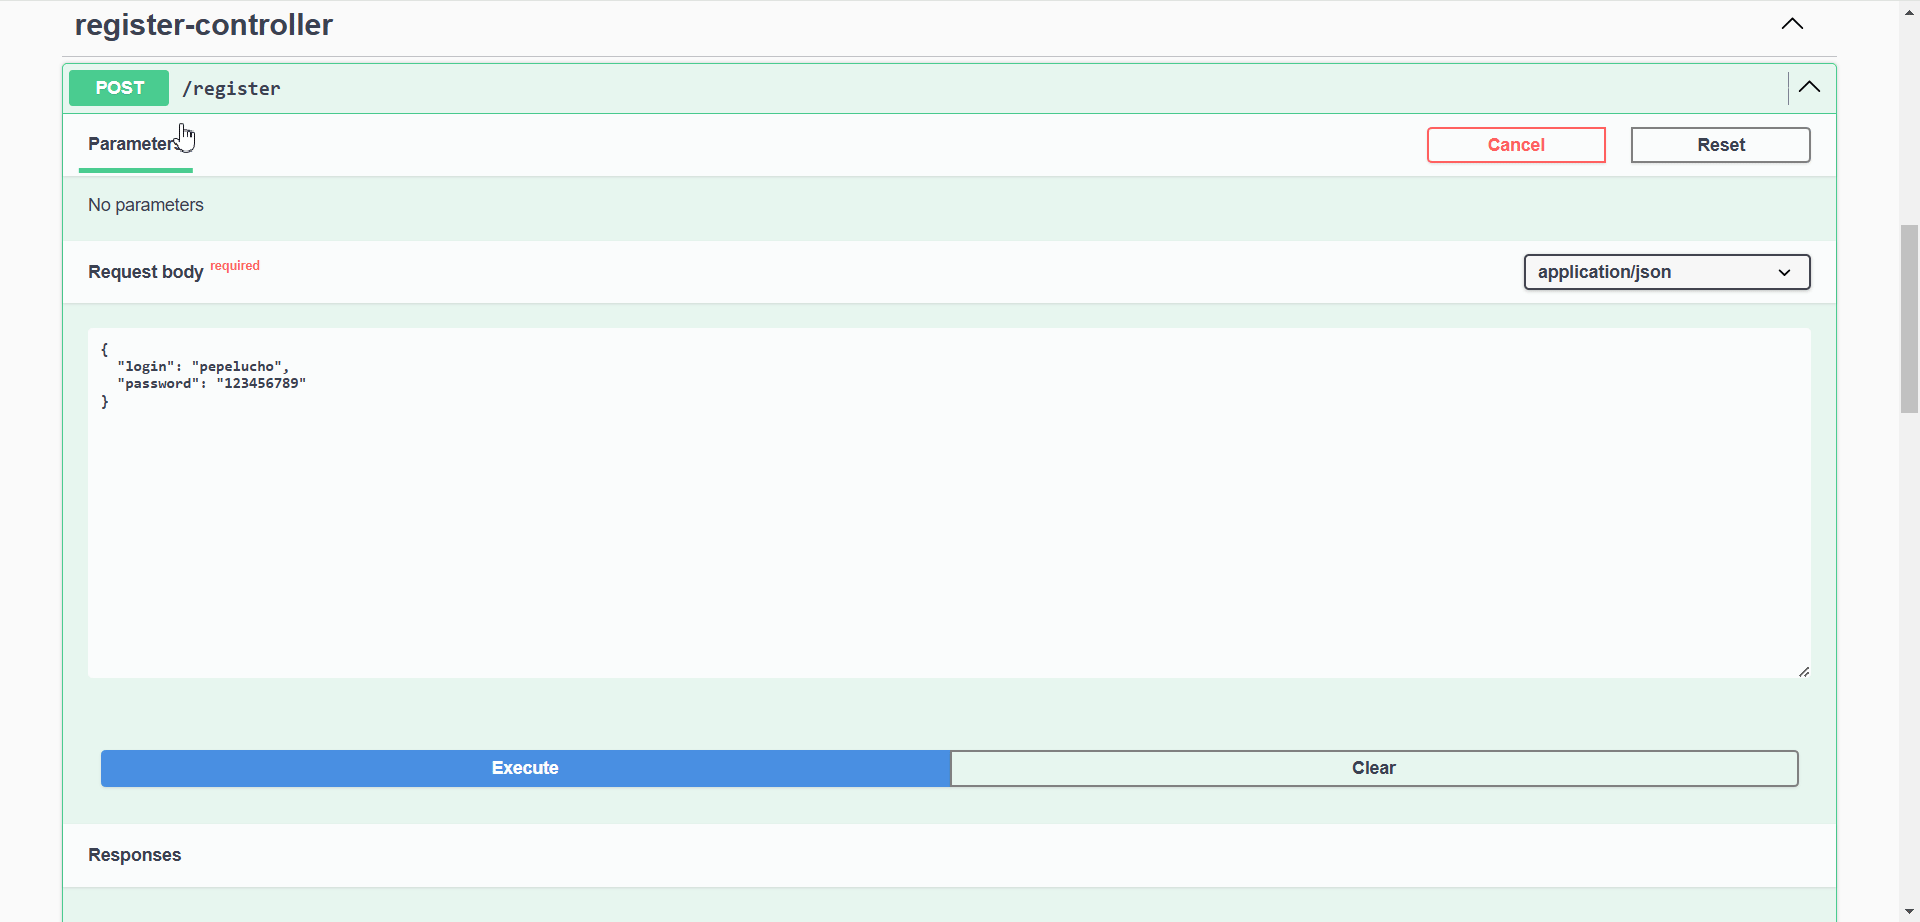 register-controller
POST /register
Parameters
Cancel
Reset
No parameters
Request body required
application/json
{
"login": "pepelucho",
"password": "123456789"
}
Execute
Clear
Responses